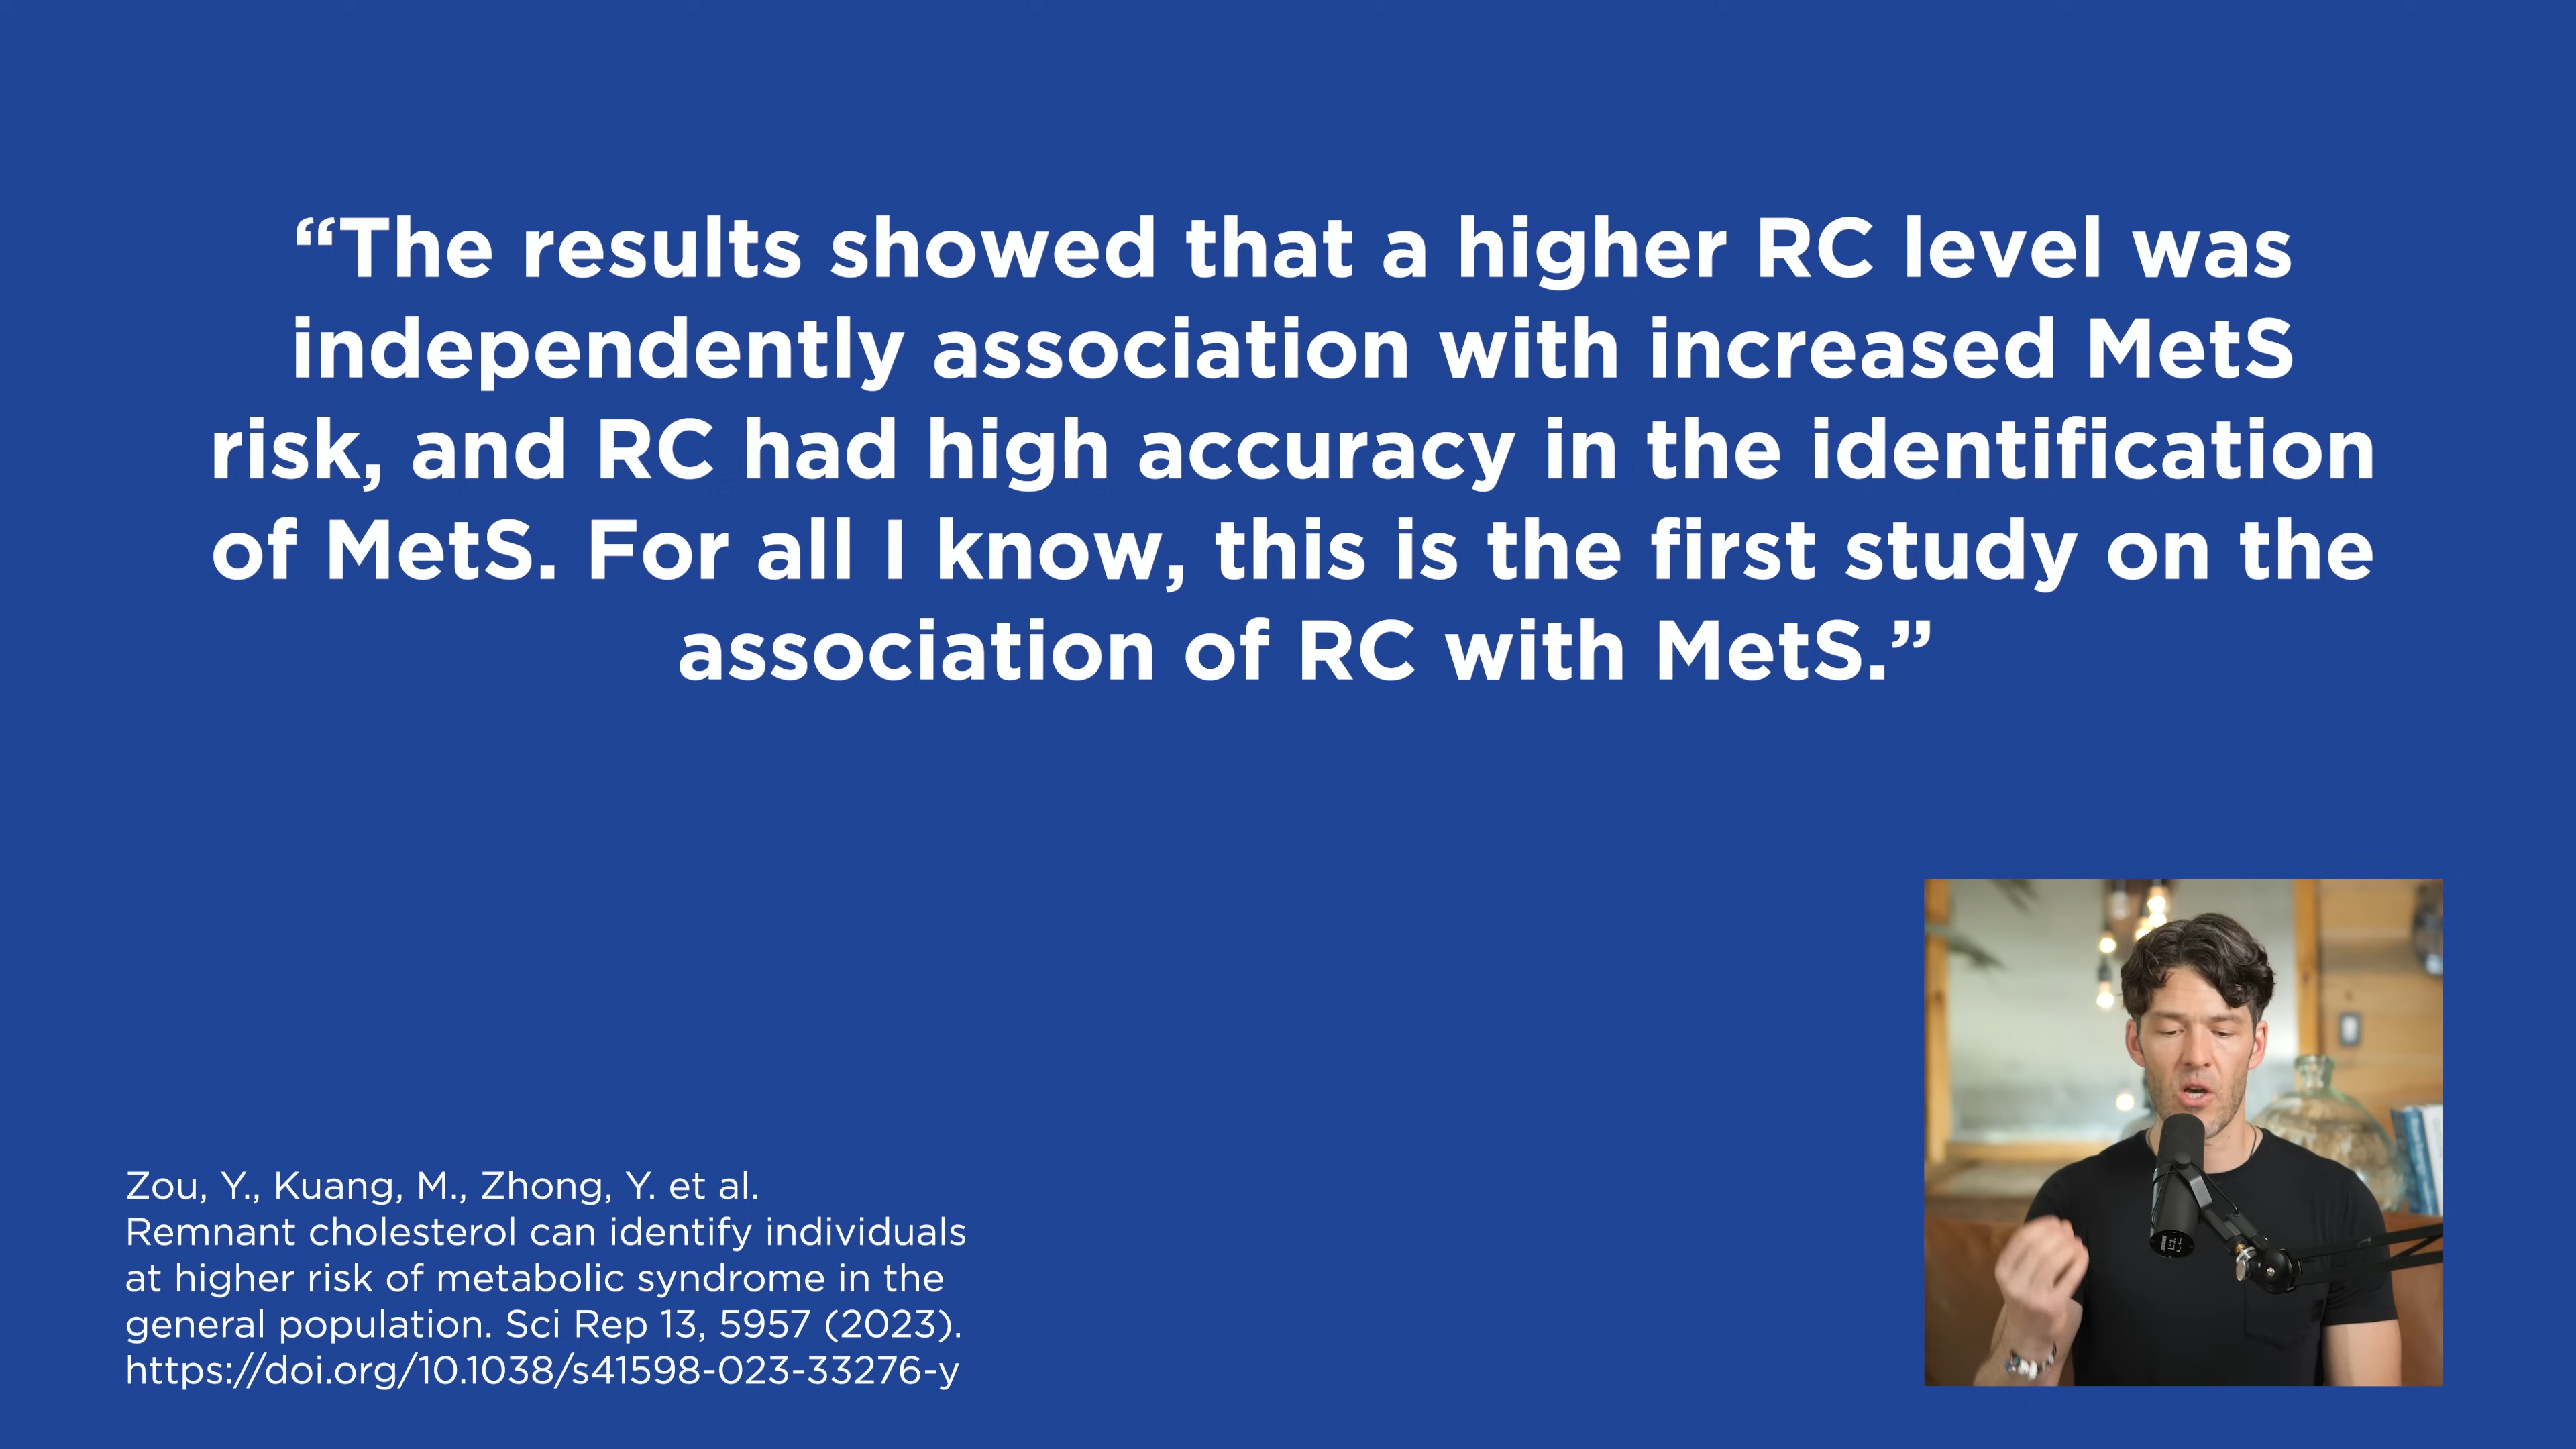 “The results showed that a higher RC level was
independently association with increased MetS
risk, and RC had high accuracy in the identification
of MetS. For all I know, this is the first study on the
association of RC with MetS.”
Zou, Y., Kuang, M., Zhong, Y. et al.
Remnant cholesterol can identify individuals
at higher risk of metabolic syndrome in the
general population. Sci Rep 13, 5957 (2023).
https://doi.org/10.1038/s41598-023-33276-y